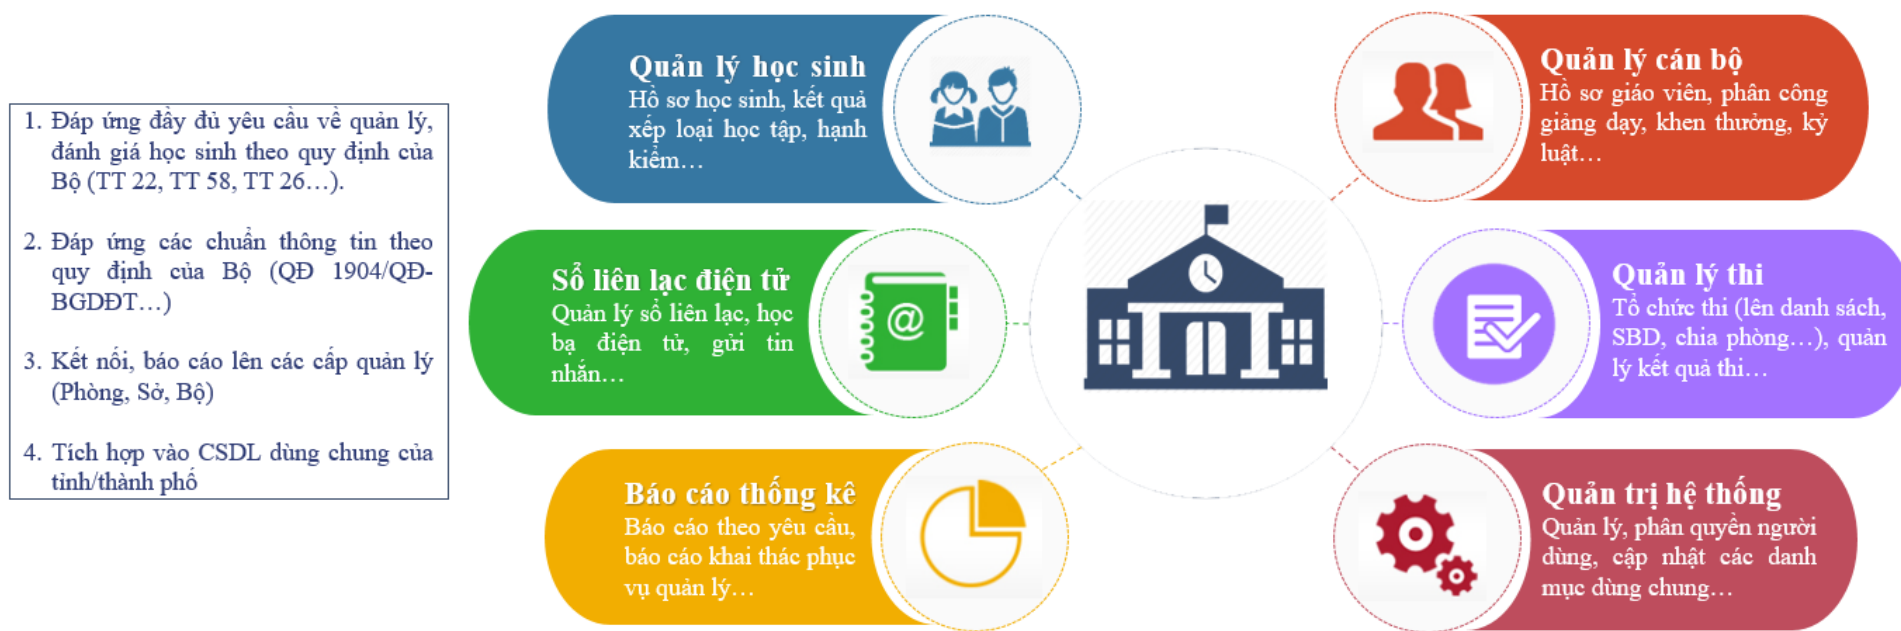 1. Đáp ứng đầy đủ yêu cầu về quản lý,
đánh giá học sinh theo quy định của
Bộ (TT 22, TT 58, TT 26…).
2. Đáp ứng các chuẩn thông tin theo
quy định của Bộ (QĐ 1904/QĐ-
BGDĐT…)
3. Kết nối, báo cáo lên các cấp quản lý
(Phòng, Sở, Bộ)
4. Tích hợp vào CSDL dùng chung của
tỉnh/thành phố
Quản lý học sinh
Hồ sơ học sinh, kết quả
xếp loại học tập, hạnh
kiểm…
Sổ liên lạc điện tử
Quản lý sổ liên lạc, học
bạ điện tử, gửi tin
nhắn…
@
Báo cáo thống kê
Báo cáo theo yêu cầu,
báo cáo khai thác phục
vụ quản lý…
Quản lý cán bộ
Hồ sơ giáo viên, phân công
giảng dạy, khen thưởng, kỷ
luật…
Quản lý thi
Tổ chức thi (lên danh sách,
SBD, chia phòng…), quản
lý kết quả thi…
Quản trị hệ thống
Quản lý, phân quyền người
dùng, cập nhật các danh
mục dùng chung…